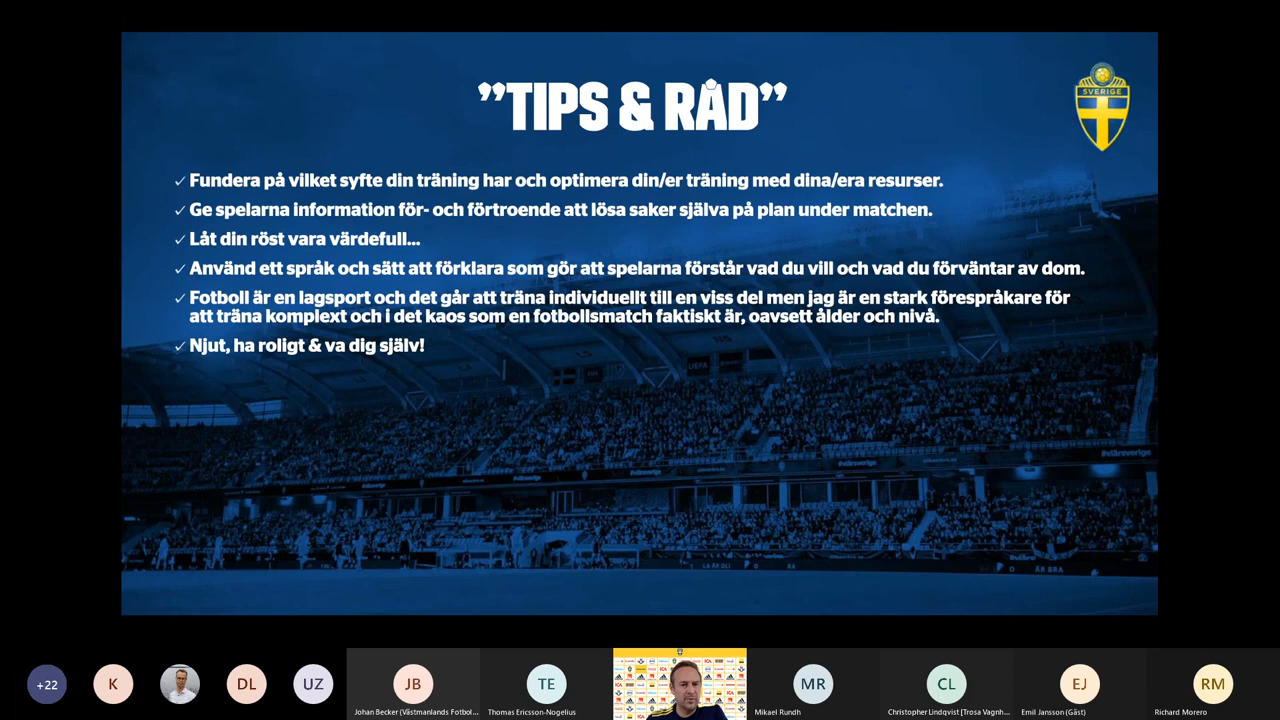 ”TIPS & RÅD”
SVERIGE
✓ Fundera på vilket syfte din träning har och optimera din/er träning med dina/era resurser.
✓ Ge spelarna information för- och förtroende att lösa saker själva på plan under matchen.
✓ Låt din röst vara värdefull...
✓ Använd ett språk och sätt att förklara som gör att spelarna förstår vad du vill och vad du förväntar av dom.
✓ Fotboll är en lagsport och det går att träna individuellt till en viss del men jag är en stark förespråkare för
att träna komplext och i det kaos som en fotbollsmatch faktiskt är, oavsett ålder och nivå.
✓ Njut, ha roligt & va dig själv!
UEFA
#viärsverige
ÄR BRA
+22
K
DL
UZ
JB
TE
MR
CL
EJ
RM
Johan Becker (Västmanlands Fotbol...
Thomas Ericsson-Nogelius
Mikael Rundh
Christopher Lindqvist [Trosa Vagnh...
Emil Jansson (Gäst)
Richard Morero